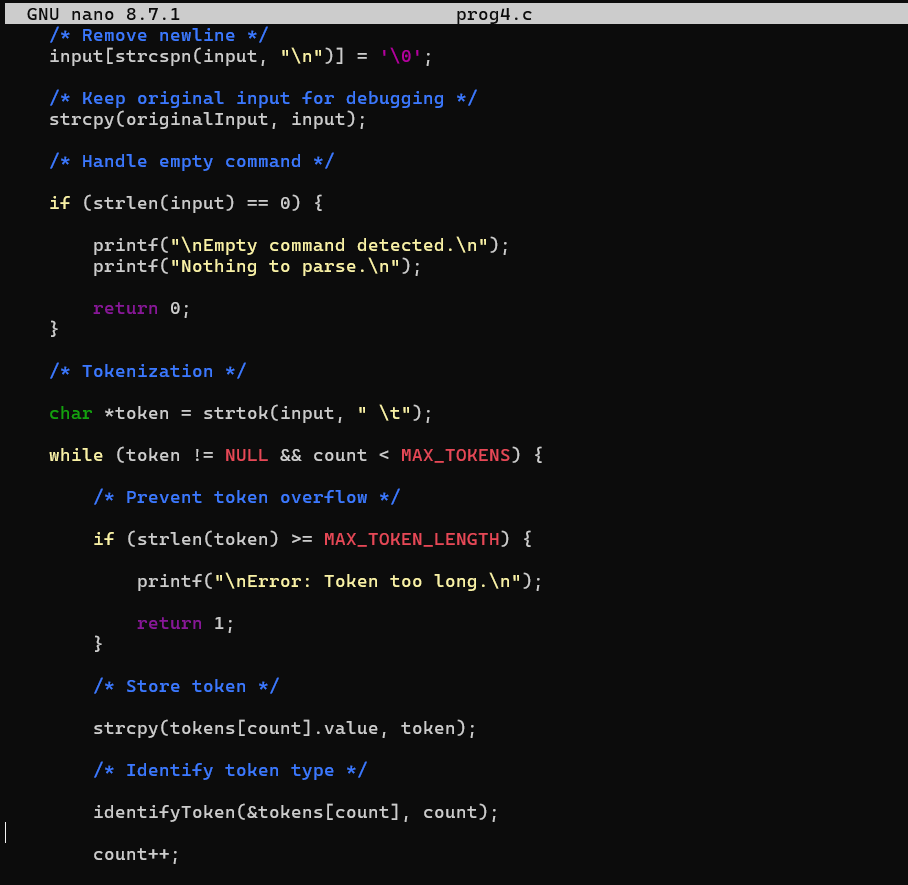 GNU nano 8.7.1 prog4.c
/* Remove newline */
input[strcspn(input, "\n")] = '\0';
/* Keep original input for debugging */
strcpy(originalInput, input);
/* Handle empty command */
if (strlen(input) == 0) {
printf("\nEmpty command detected.\n");
printf("Nothing to parse.\n");
return 0;
}
/* Tokenization */
char *token = strtok(input, " \t");
while (token != NULL && count < MAX_TOKENS) {
/* Prevent token overflow */
if (strlen(token) >= MAX_TOKEN_LENGTH) {
printf("\nError: Token too long.\n");
return 1;
}
/* Store token */
strcpy(tokens[count].value, token);
/* Identify token type */
identifyToken(&tokens[count], count);
count++;